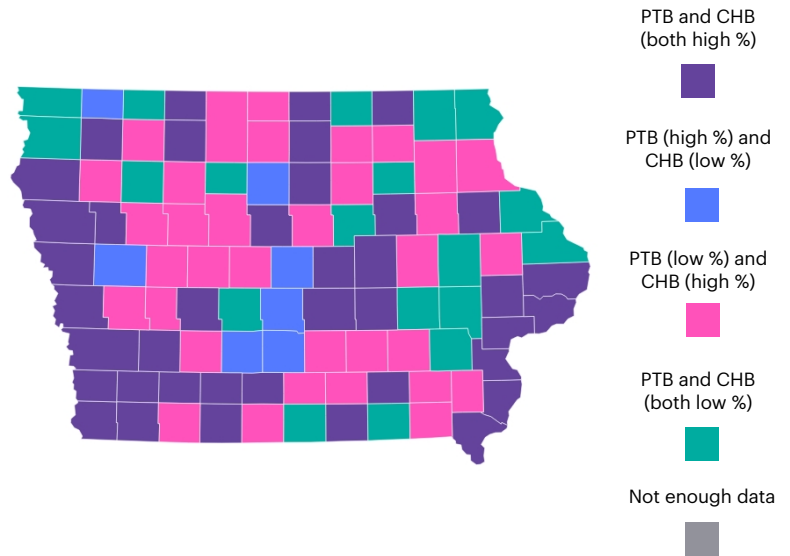 PTB and CHB
(both high %)
PTB (high %) and
CHB (low %)
PTB (low %) and
CHB (high %)
PTB and CHB
(both low %)
Not enough data